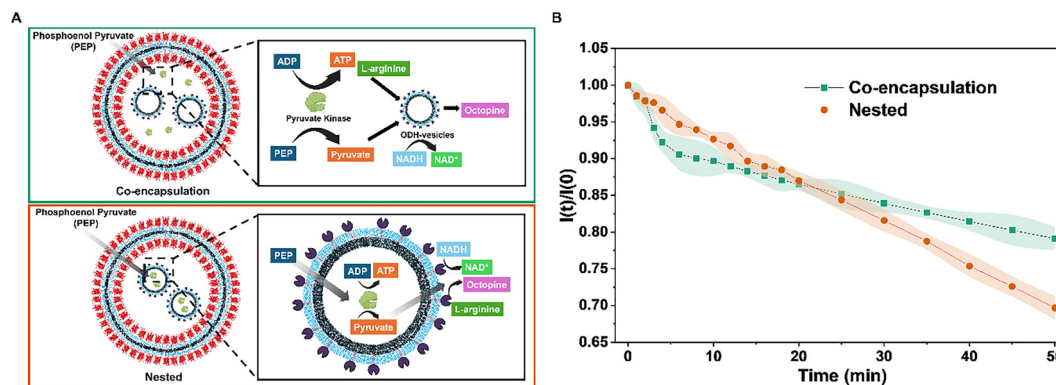 A
Phosphoenol Pyruvate
(PEP)
ADP
ATP
L-arginine
Pyruvate Kinase
Octopine
ODH-vesicles
PEP
Pyruvate
NADH
NAD⁺
Co-encapsulation
Phosphoenol Pyruvate
(PEP)
PEP
ADP
ATP
Pyruvate
NADH
NAD⁺
Octopine
L-arginine
Nested
B
1.05
1.00
0.95
0.90
0.85
0.80
0.75
0.70
0.65
I(t)/I(0)
Co-encapsulation
Nested
0
10
20
30
40
50
Time (min)